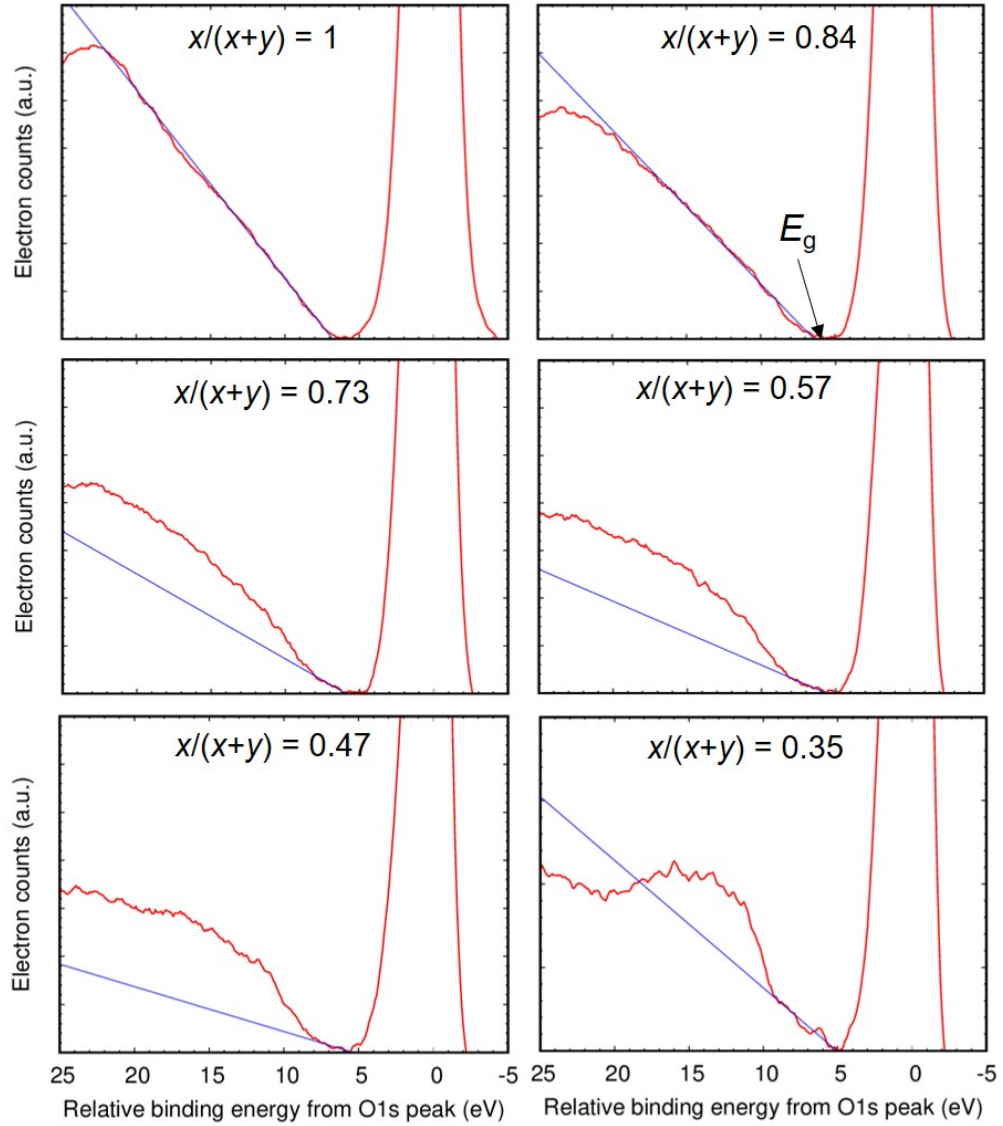 x/(x+y) = 1
x/(x+y) = 0.84
Electron counts (a.u.)
E_g
x/(x+y) = 0.73
x/(x+y) = 0.57
Electron counts (a.u.)
x/(x+y) = 0.47
x/(x+y) = 0.35
Electron counts (a.u.)
25 20 15 10 5 0 -5
25 20 15 10 5 0 -5
Relative binding energy from O1s peak (eV)
Relative binding energy from O1s peak (eV)